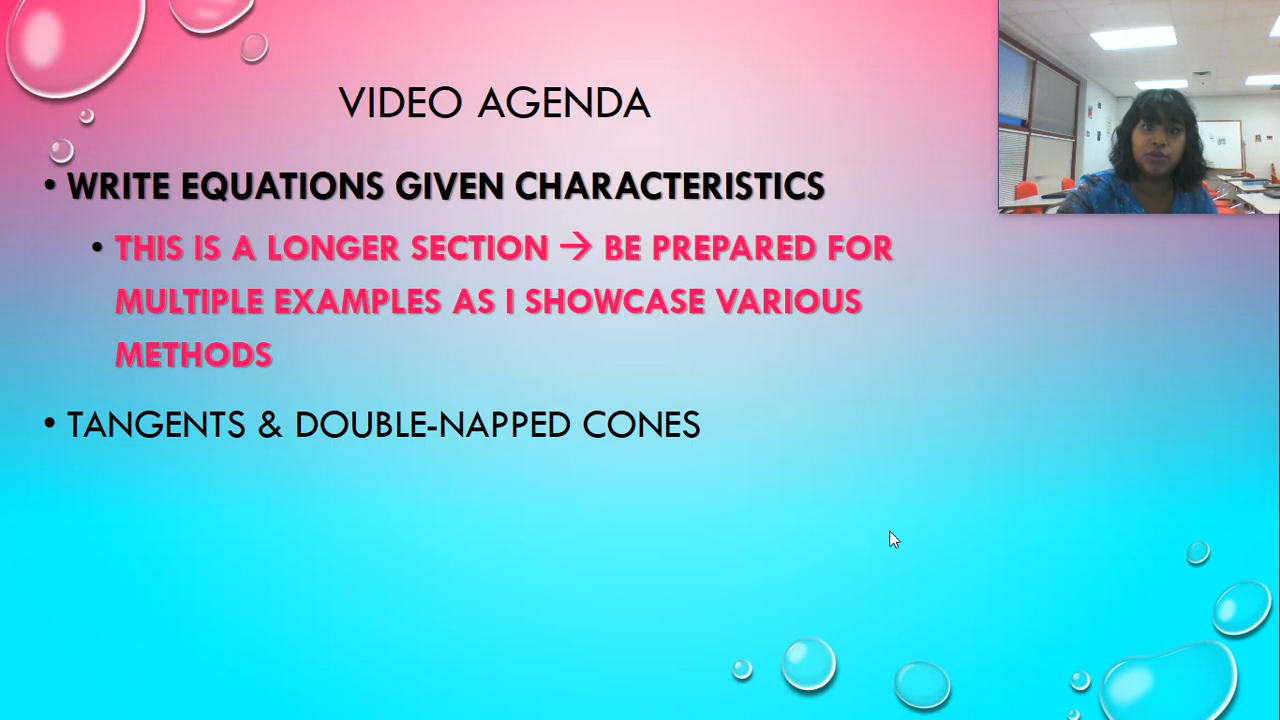 VIDEO AGENDA
• WRITE EQUATIONS GIVEN CHARACTERISTICS
• THIS IS A LONGER SECTION → BE PREPARED FOR
MULTIPLE EXAMPLES AS I SHOWCASE VARIOUS
METHODS
• TANGENTS & DOUBLE-NAPPED CONES